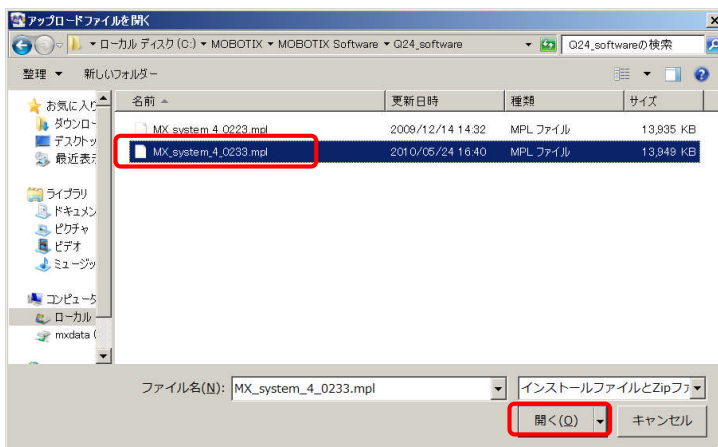 アップロードファイルを開く
ーカル ディスク (C:) ▾ MOBOTIX ▾ MOBOTIX Software ▾ Q24_software
Q24_softwareの検索
整理 ▾ 新しいフォルダー
名前 更新日時 種類 サイズ
MX_system_4_0223.mpl 2009/12/14 14:32 MPL ファイル 13,935 KB
MX_system_4_0233.mpl 2010/05/24 16:40 MPL ファイル 13,949 KB
お気に入り
ダウンロー
デスクトッ
最近表示
ライブラリ
ドキュメン
ピクチャ
ビデオ
ミュージッ
コンピュータ
ローカル
mxdata (
ファイル名(N): MX_system_4_0233.mpl
インストールファイルとZipファ
開く(O) キャンセル